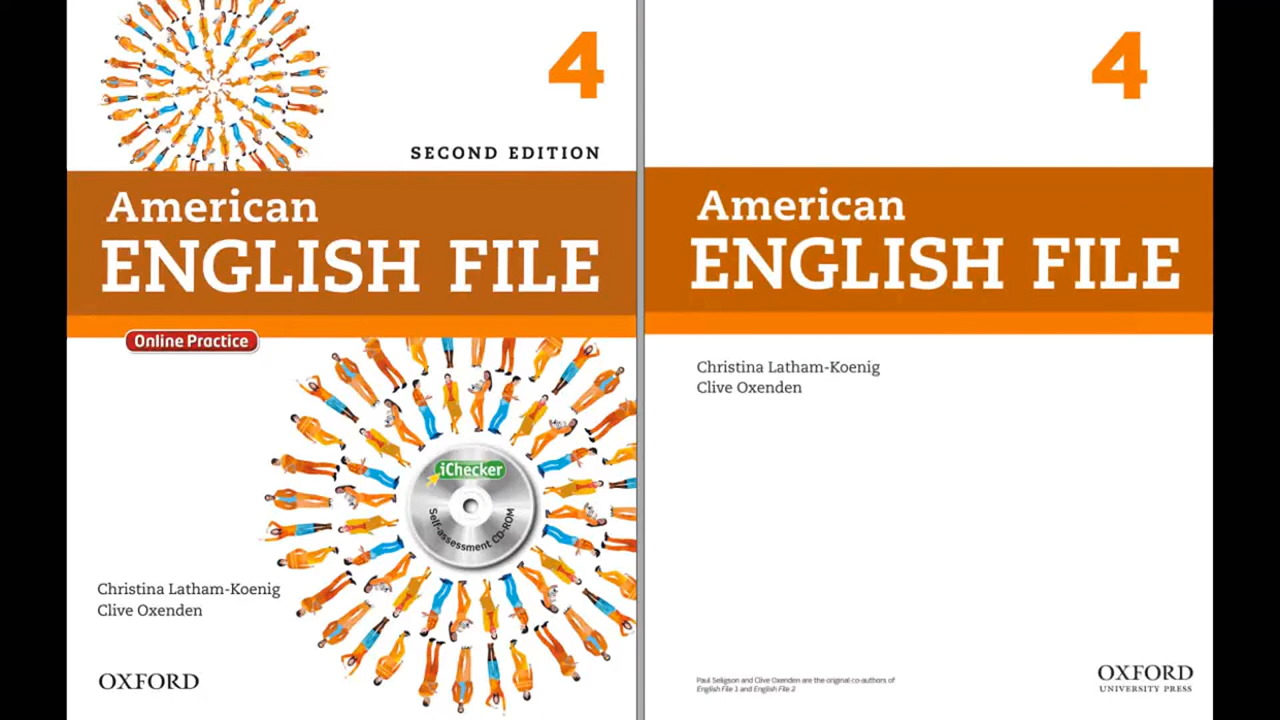 4
SECOND EDITION
American
ENGLISH FILE
Online Practice
iChecker
Self-assessment CD-ROM
Christina Latham-Koenig
Clive Oxenden
OXFORD
4
American
ENGLISH FILE
Christina Latham-Koenig
Clive Oxenden
Paul Seligson and Clive Oxenden are the original co-authors of
English File 1 and English File 2
OXFORD
UNIVERSITY PRESS